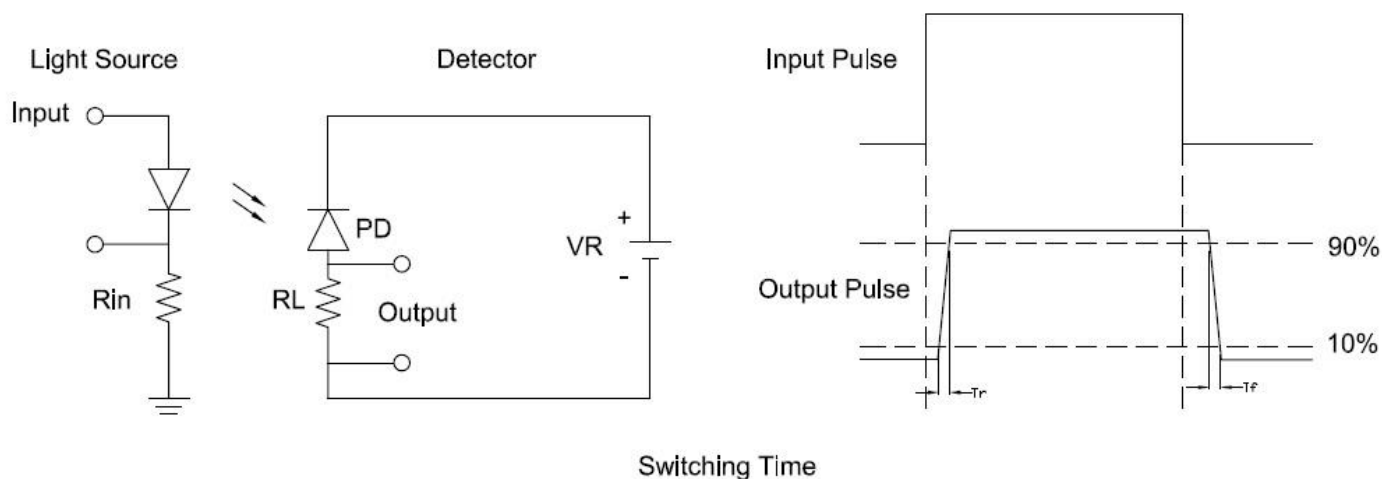 Light Source
Input
Rin
Detector
PD
RL
Output
VR
+
-
Input Pulse
Output Pulse
90%
10%
Tr
Tf
Switching Time